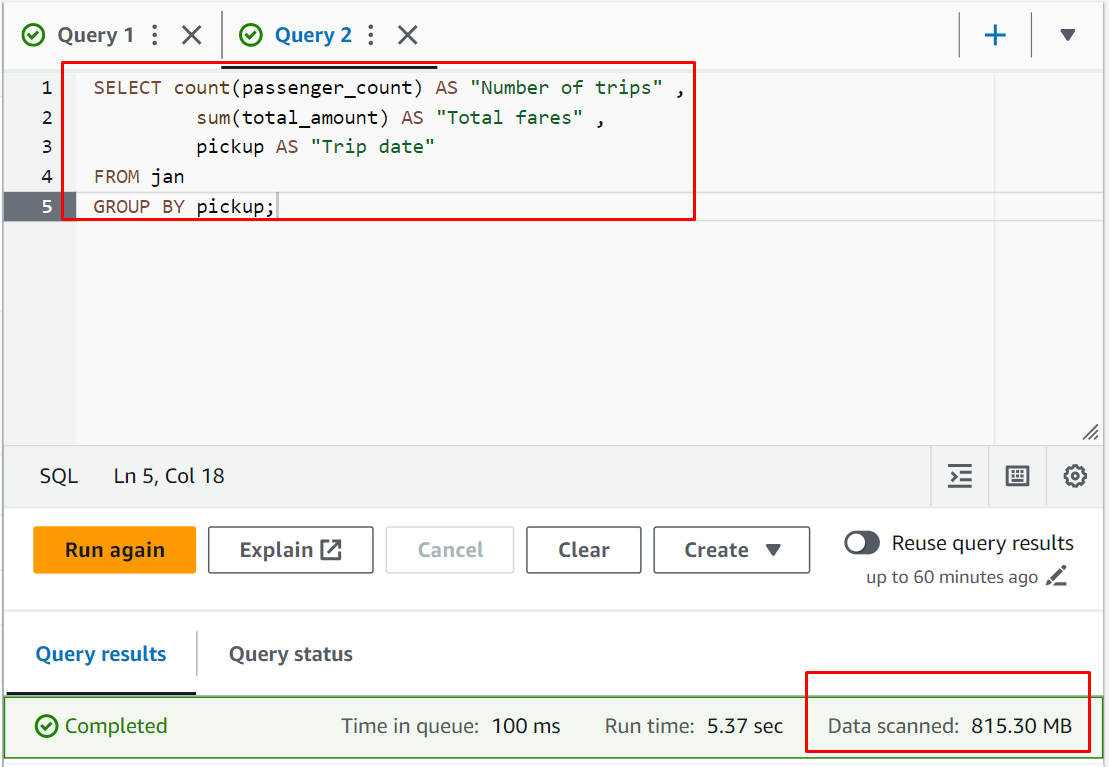 Query 1 Query 2
1 SELECT count(passenger_count) AS "Number of trips" ,
2 sum(total_amount) AS "Total fares" ,
3 pickup AS "Trip date"
4 FROM jan
5 GROUP BY pickup;
SQL Ln 5, Col 18
Run again Explain Cancel Clear Create Reuse query results
up to 60 minutes ago
Query results Query status
Completed Time in queue: 100 ms Run time: 5.37 sec Data scanned: 815.30 MB